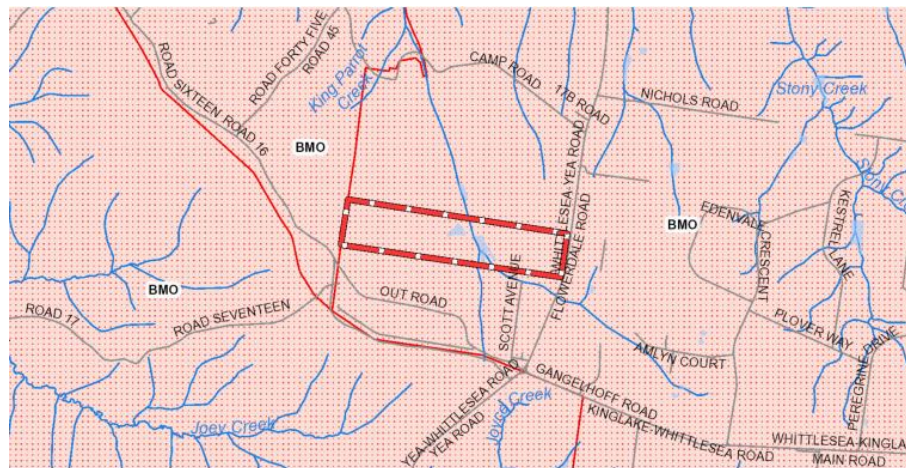 ROAD SIXTEEN ROAD 16
ROAD FORTY FIVE
ROAD 45
King Parrot
Creek
CAMP ROAD
17B ROAD
NICHOLS ROAD
Stony Creek
BMO
WHITTLESEA-YEA ROAD
FLOWERDALE ROAD
BMO
EDENVALE
CRESCENT
KESTREL
LANE
Stony Cr
BMO
ROAD 17
ROAD SEVENTEEN
OUT ROAD
SCOTT AVENUE
AMLYN COURT
PLOVER WAY
PEREGRINE DRIVE
Joey Creek
YEA-WHITTLESEA ROAD
YEA ROAD
Joyce Creek
GANGELHOFF ROAD
KINGLAKE-WHITTLESEA ROAD
WHITTLESEA-KINGLA
MAIN ROAD